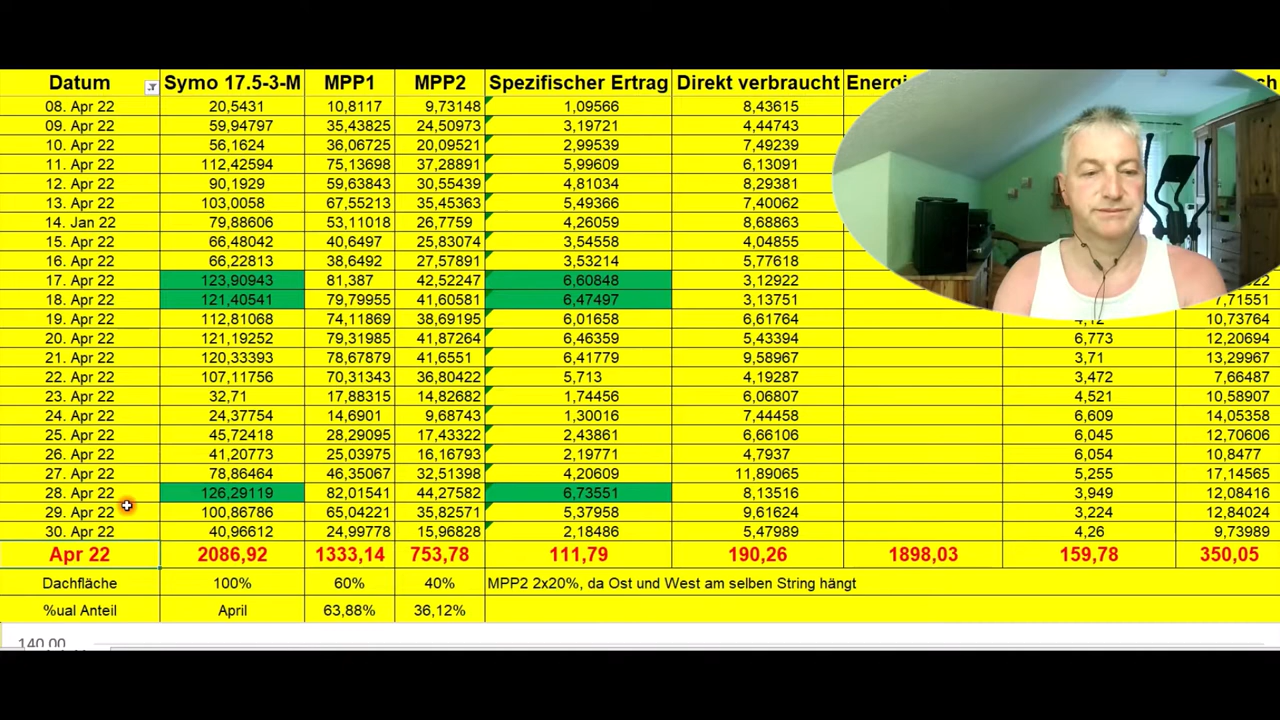 Datum Symo 17.5-3-M MPP1 MPP2 Spezifischer Ertrag Direkt verbraucht
08. Apr 22 20,5431 10,8117 9,73148 1,09566 8,43615
09. Apr 22 59,94797 35,43825 24,50973 3,19721 4,44743
10. Apr 22 56,1624 36,06725 20,09521 2,99539 7,49239
11. Apr 22 112,42594 75,13698 37,28891 5,99609 6,13091
12. Apr 22 90,1929 59,63843 30,55439 4,81034 8,29381
13. Apr 22 103,0058 67,55213 35,45363 5,49366 7,40062
14. Jan 22 79,88606 53,11018 26,7759 4,26059 8,68863
15. Apr 22 66,48042 40,6497 25,83074 3,54558 4,04855
16. Apr 22 66,22813 38,6492 27,57891 3,53214 5,77618
17. Apr 22 123,90943 81,387 42,52247 6,60848 3,12922
18. Apr 22 121,40541 79,79955 41,60581 6,47497 3,13751 7,71551
19. Apr 22 112,81068 74,11869 38,69195 6,01658 6,61764 4,12 10,73764
20. Apr 22 121,19252 79,31985 41,87264 6,46359 5,43394 6,773 12,20694
21. Apr 22 120,33393 78,67879 41,6551 6,41779 9,58967 3,71 13,29967
22. Apr 22 107,11756 70,31343 36,80422 5,713 4,19287 3,472 7,66487
23. Apr 22 32,71 17,88315 14,82682 1,74456 6,06807 4,521 10,58907
24. Apr 22 24,37754 14,6901 9,68743 1,30016 7,44458 6,609 14,05358
25. Apr 22 45,72418 28,29095 17,43322 2,43861 6,66106 6,045 12,70606
26. Apr 22 41,20773 25,03975 16,16793 2,19771 4,7937 6,054 10,8477
27. Apr 22 78,86464 46,35067 32,51398 4,20609 11,89065 5,255 17,14565
28. Apr 22 126,29119 82,01541 44,27582 6,73551 8,13516 3,949 12,08416
29. Apr 22 100,86786 65,04221 35,82571 5,37958 9,61624 3,224 12,84024
30. Apr 22 40,96612 24,99778 15,96828 2,18486 5,47989 4,26 9,73989
Apr 22 2086,92 1333,14 753,78 111,79 190,26 1898,03 159,78 350,05
Dachfläche 100% 60% 40% MPP2 2x20%, da Ost und West am selben String hängt
%ual Anteil April 63,88% 36,12%
140,00